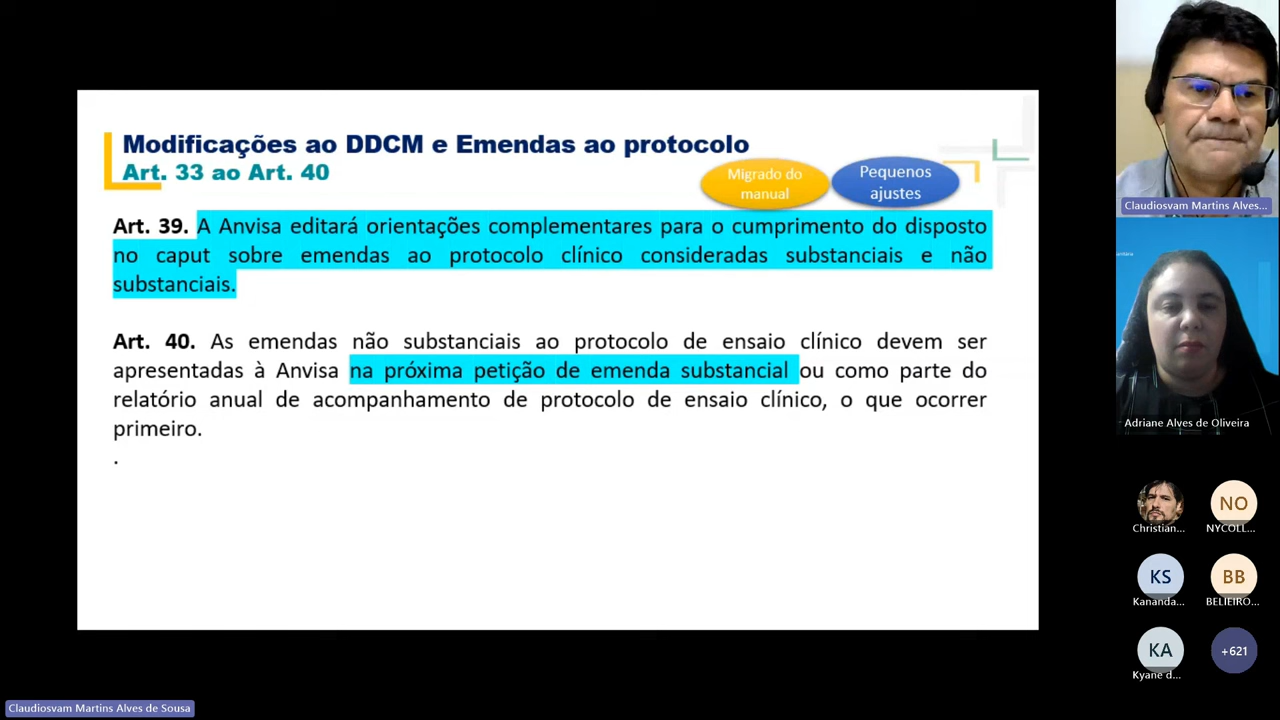 Modificações ao DDCM e Emendas ao protocolo
Art. 33 ao Art. 40
Migrado do
manual
Pequenos
ajustes
Art. 39. A Anvisa editará orientações complementares para o cumprimento do disposto
no caput sobre emendas ao protocolo clínico consideradas substanciais e não
substanciais.
Art. 40. As emendas não substanciais ao protocolo de ensaio clínico devem ser
apresentadas à Anvisa na próxima petição de emenda substancial ou como parte do
relatório anual de acompanhamento de protocolo de ensaio clínico, o que ocorrer
primeiro.
.
Claudiosvam Martins Alves...
Adriane Alves de Oliveira
Christian...
NO
NYCOLL...
KS
Kananda...
BB
BELIEIRO...
KA
Kyane d...
+621
Claudiosvam Martins Alves de Sousa